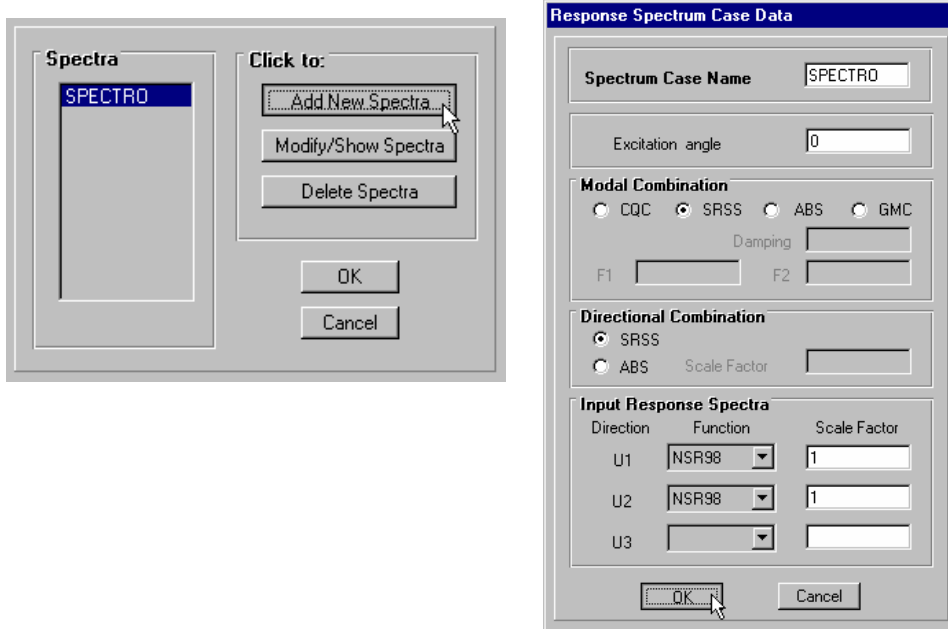 Spectra
SPECTRO
Click to:
Add New Spectra
Modify/Show Spectra
Delete Spectra
OK
Cancel
Response Spectrum Case Data
Spectrum Case Name SPECTRO
Excitation angle 0
Modal Combination
CQC SRSS ABS GMC
Damping
F1 F2
Directional Combination
SRSS
ABS Scale Factor
Input Response Spectra
Direction Function Scale Factor
U1 NSR98 1
U2 NSR98 1
U3
OK Cancel